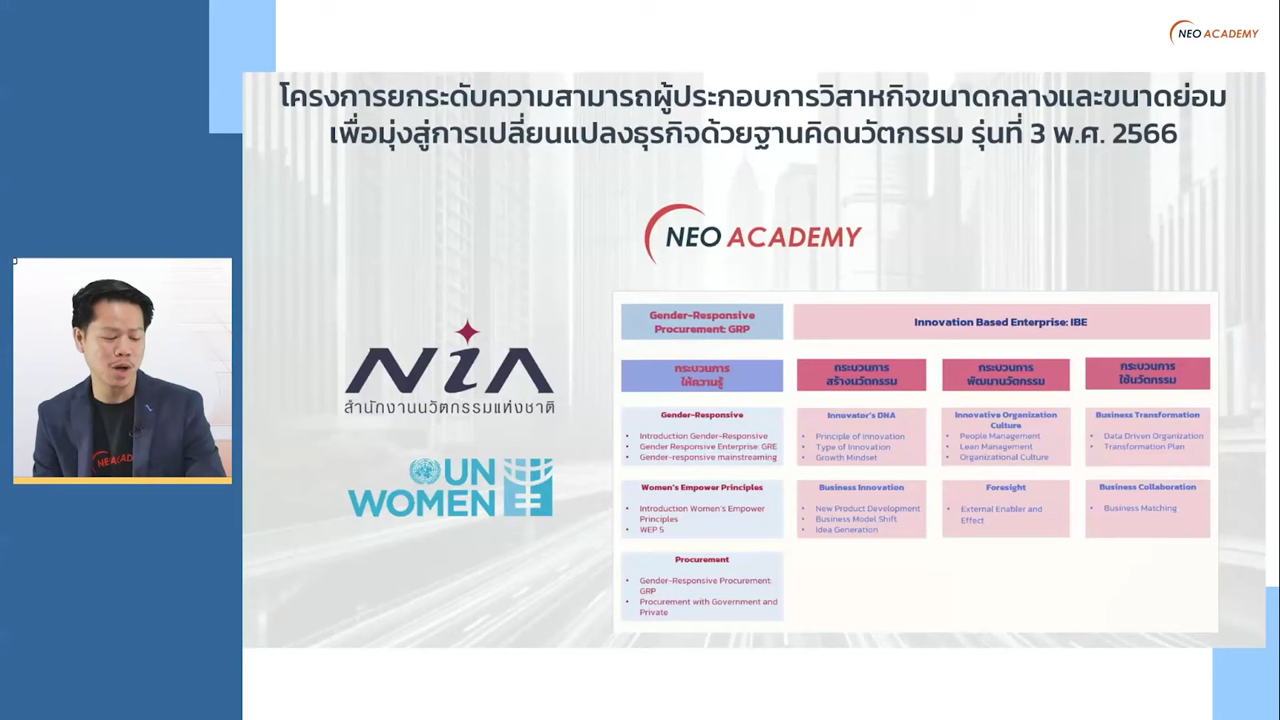 NEO ACADEMY
โครงการยกระดับความสามารถผู้ประกอบการวิสาหกิจขนาดกลางและขนาดย่อม
เพื่อมุ่งสู่การเปลี่ยนแปลงธุรกิจด้วยฐานคิดนวัตกรรม รุ่นที่ 3 พ.ศ. 2566
NEO ACADEMY
NiA
สำนักงานนวัตกรรมแห่งชาติ
UN
WOMEN
NEO ACAD
Gender-Responsive
Procurement: GRP
Innovation Based Enterprise: IBE
กระบวนการ
ให้ความรู้
กระบวนการ
สร้างนวัตกรรม
กระบวนการ
พัฒนานวัตกรรม
กระบวนการ
ใช้นวัตกรรม
Gender-Responsive
• Introduction Gender-Responsive
• Gender Responsive Enterprise: GRE
• Gender-responsive mainstreaming
Innovator's DNA
• Principle of Innovation
• Type of Innovation
• Growth Mindset
Innovative Organization
Culture
• People Management
• Lean Management
• Organizational Culture
Business Transformation
• Data Driven Organization
• Transformation Plan
Women's Empower Principles
• Introduction Women's Empower
Principles
• WEP 5
Business Innovation
• New Product Development
• Business Model Shift
• Idea Generation
Foresight
• External Enabler and
Effect
Business Collaboration
• Business Matching
Procurement
• Gender-Responsive Procurement:
GRP
• Procurement with Government and
Private